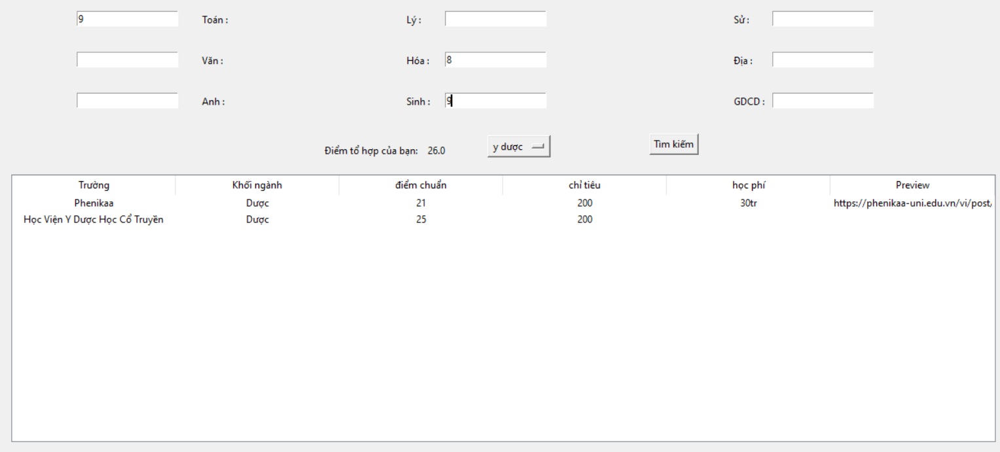 9 Toán : Lý : Sử :
Văn : Hóa : 8 Địa :
Anh : Sinh : 9 GDCD :
Điểm tổ hợp của bạn: 26.0 y dược Tìm kiếm
Trường Khối ngành điểm chuẩn chỉ tiêu học phí Preview
Phenikaa Dược 21 200 30tr https://phenikaa-uni.edu.vn/vi/post/
Học Viện Y Dược Học Cổ Truyền Dược 25 200